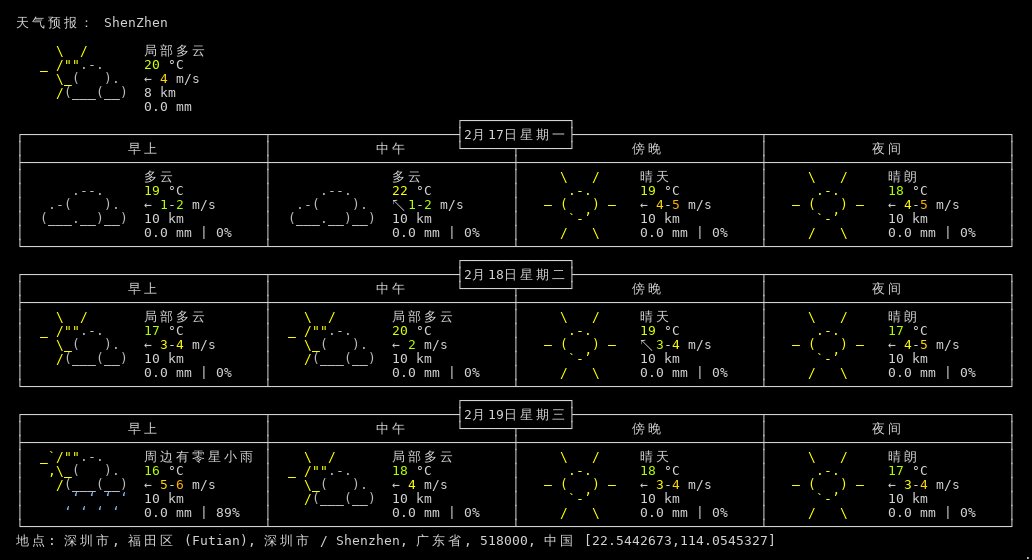 天气预报： ShenZhen
局部多云
20 °C
← 4 m/s
8 km
0.0 mm
2月17日星期一
早上 中午 傍晚 夜间
多云 多云 晴天 晴朗
19 °C 22 °C 19 °C 18 °C
← 1-2 m/s ↖ 1-2 m/s ← 4-5 m/s ← 4-5 m/s
10 km 10 km 10 km 10 km
0.0 mm | 0% 0.0 mm | 0% 0.0 mm | 0% 0.0 mm | 0%
2月18日星期二
早上 中午 傍晚 夜间
局部多云 局部多云 晴天 晴朗
17 °C 20 °C 19 °C 17 °C
← 3-4 m/s ← 2 m/s ↖ 3-4 m/s ← 4-5 m/s
10 km 10 km 10 km 10 km
0.0 mm | 0% 0.0 mm | 0% 0.0 mm | 0% 0.0 mm | 0%
2月19日星期三
早上 中午 傍晚 夜间
周边有零星小雨 局部多云 晴天 晴朗
16 °C 18 °C 18 °C 17 °C
← 5-6 m/s ← 4 m/s ← 3-4 m/s ← 3-4 m/s
10 km 10 km 10 km 10 km
0.0 mm | 89% 0.0 mm | 0% 0.0 mm | 0% 0.0 mm | 0%
地点: 深圳市, 福田区 (Futian), 深圳市 / Shenzhen, 广东省, 518000, 中国 [22.5442673,114.0545327]